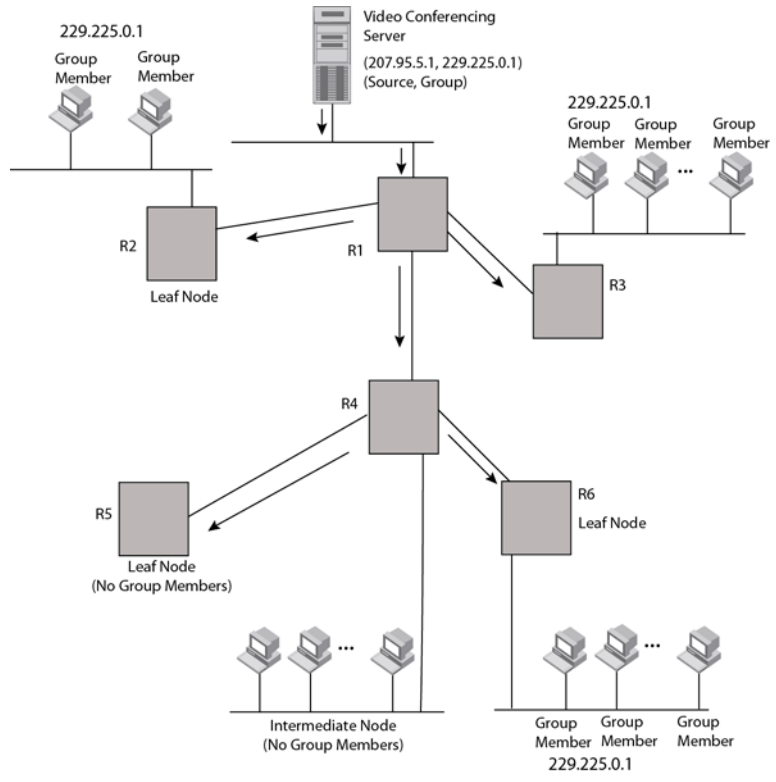 Video Conferencing
Server
(207.95.5.1, 229.225.0.1)
(Source, Group)
229.225.0.1
Group
Member
Group
Member
229.225.0.1
Group
Member
Group
Member
...
Group
Member
R2
Leaf Node
R1
R3
R4
R5
Leaf Node
(No Group Members)
R6
Leaf Node
...
Intermediate Node
(No Group Members)
...
Group
Member
Group
Member
Group
Member
229.225.0.1